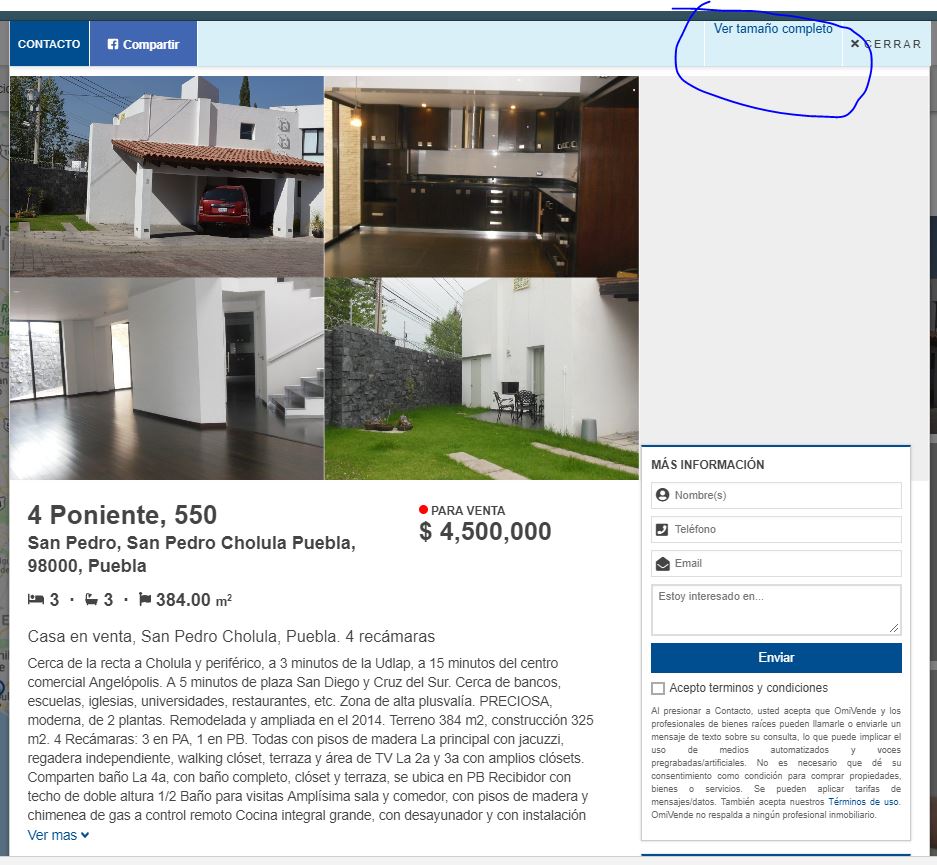 CONTACTO
Compartir
Ver tamaño completo
× CERRAR
4 Poniente, 550
San Pedro, San Pedro Cholula Puebla,
98000, Puebla
PARA VENTA
$ 4,500,000
3 · 3 · 384.00 m²
Casa en venta, San Pedro Cholula, Puebla. 4 recámaras
Cerca de la recta a Cholula y periférico, a 3 minutos de la Udlap, a 15 minutos del centro
comercial Angelópolis. A 5 minutos de plaza San Diego y Cruz del Sur. Cerca de bancos,
escuelas, iglesias, universidades, restaurantes, etc. Zona de alta plusvalía. PRECIOSA,
moderna, de 2 plantas. Remodelada y ampliada en el 2014. Terreno 384 m2, construcción 325
m2. 4 Recámaras: 3 en PA, 1 en PB. Todas con pisos de madera La principal con jacuzzi,
regadera independiente, walking clóset, terraza y área de TV La 2a y 3a con amplios clósets.
Comparten baño La 4a, con baño completo, clóset y terraza, se ubica en PB Recibidor con
techo de doble altura 1/2 Baño para visitas Amplísima sala y comedor, con pisos de madera y
chimenea de gas a control remoto Cocina integral grande, con desayunador y con instalación
Ver mas
MÁS INFORMACIÓN
Nombre(s)
Teléfono
Email
Estoy interesado en...
Enviar
Acepto terminos y condiciones
Al presionar a Contacto, usted acepta que OmiVende y los
profesionales de bienes raíces pueden llamarle o enviarle un
mensaje de texto sobre su consulta, lo que puede implicar el
uso de medios automatizados y voces
pregrabadas/artificiales. No es necesario que dé su
consentimiento como condición para comprar propiedades,
bienes o servicios. Se pueden aplicar tarifas de
mensajes/datos. También acepta nuestros Términos de uso.
OmiVende no respalda a ningún profesional inmobiliario.